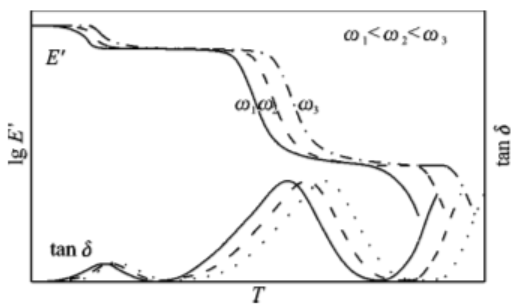 ω₁<ω₂<ω₃
E′
ω₁ ω₂ ω₃
lg E′
tan δ
tan δ
T